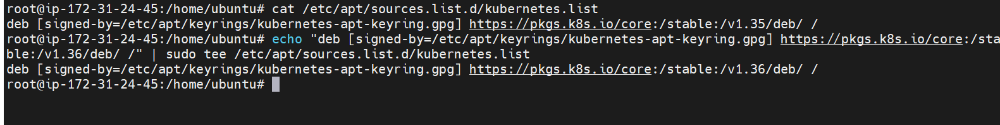 root@ip-172-31-24-45:/home/ubuntu# cat /etc/apt/sources.list.d/kubernetes.list
deb [signed-by=/etc/apt/keyrings/kubernetes-apt-keyring.gpg] https://pkgs.k8s.io/core:/stable:/v1.35/deb/ /
root@ip-172-31-24-45:/home/ubuntu# echo "deb [signed-by=/etc/apt/keyrings/kubernetes-apt-keyring.gpg] https://pkgs.k8s.io/core:/sta
ble:/v1.36/deb/ /" | sudo tee /etc/apt/sources.list.d/kubernetes.list
deb [signed-by=/etc/apt/keyrings/kubernetes-apt-keyring.gpg] https://pkgs.k8s.io/core:/stable:/v1.36/deb/ /
root@ip-172-31-24-45:/home/ubuntu#